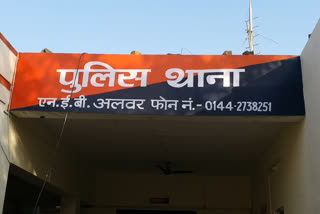 पुलिस थाना
एन.ई.बी. अलवर फोन नं.- 0144-2738251